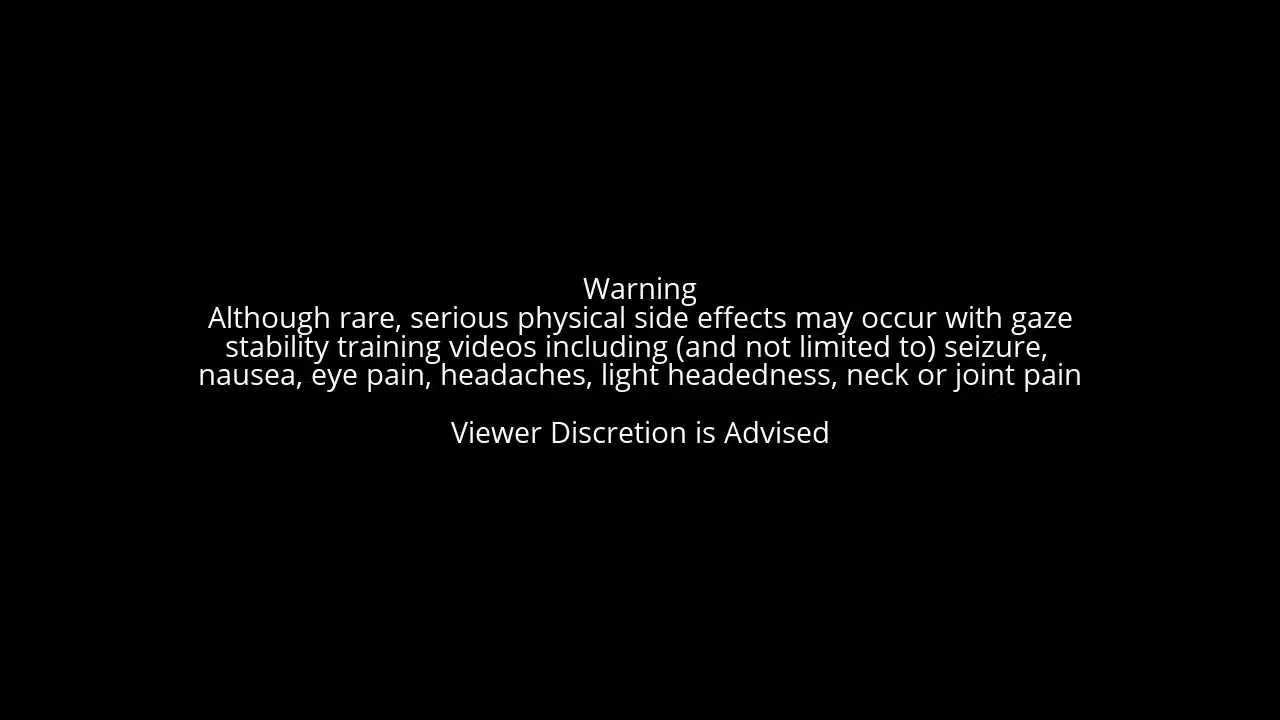 Warning
Although rare, serious physical side effects may occur with gaze
stability training videos including (and not limited to) seizure,
nausea, eye pain, headaches, light headedness, neck or joint pain
Viewer Discretion is Advised